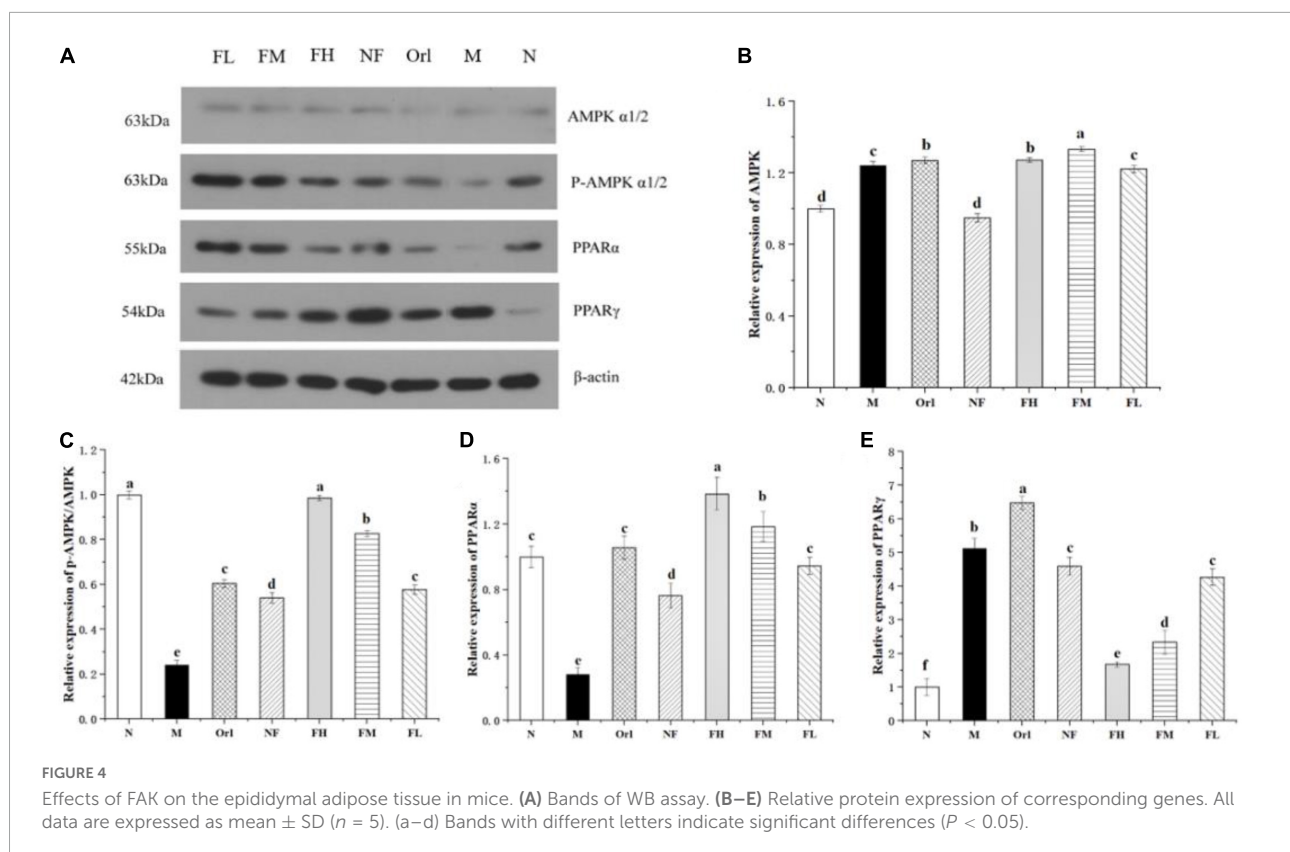 A
FL FM FH NF Orl M N
63kDa AMPK α1/2
63kDa P-AMPK α1/2
55kDa PPARα
54kDa PPARγ
42kDa β-actin
B
Relative expression of AMPK
1.6
1.2
0.8
0.4
0.0
d c b d b a c
N M Orl NF FH FM FL
C
Relative expression of p-AMPK/AMPK
1.2
1.0
0.8
0.6
0.4
0.2
0.0
a e c d a b c
N M Orl NF FH FM FL
D
Relative expression of PPARα
1.6
1.2
0.8
0.4
0.0
c e c d a b c
N M Orl NF FH FM FL
E
Relative expression of PPARγ
8
7
6
5
4
3
2
1
0
f b a c e d c
N M Orl NF FH FM FL
FIGURE 4
Effects of FAK on the epididymal adipose tissue in mice. (A) Bands of WB assay. (B–E) Relative protein expression of corresponding genes. All
data are expressed as mean ± SD (n = 5). (a–d) Bands with different letters indicate significant differences (P < 0.05).